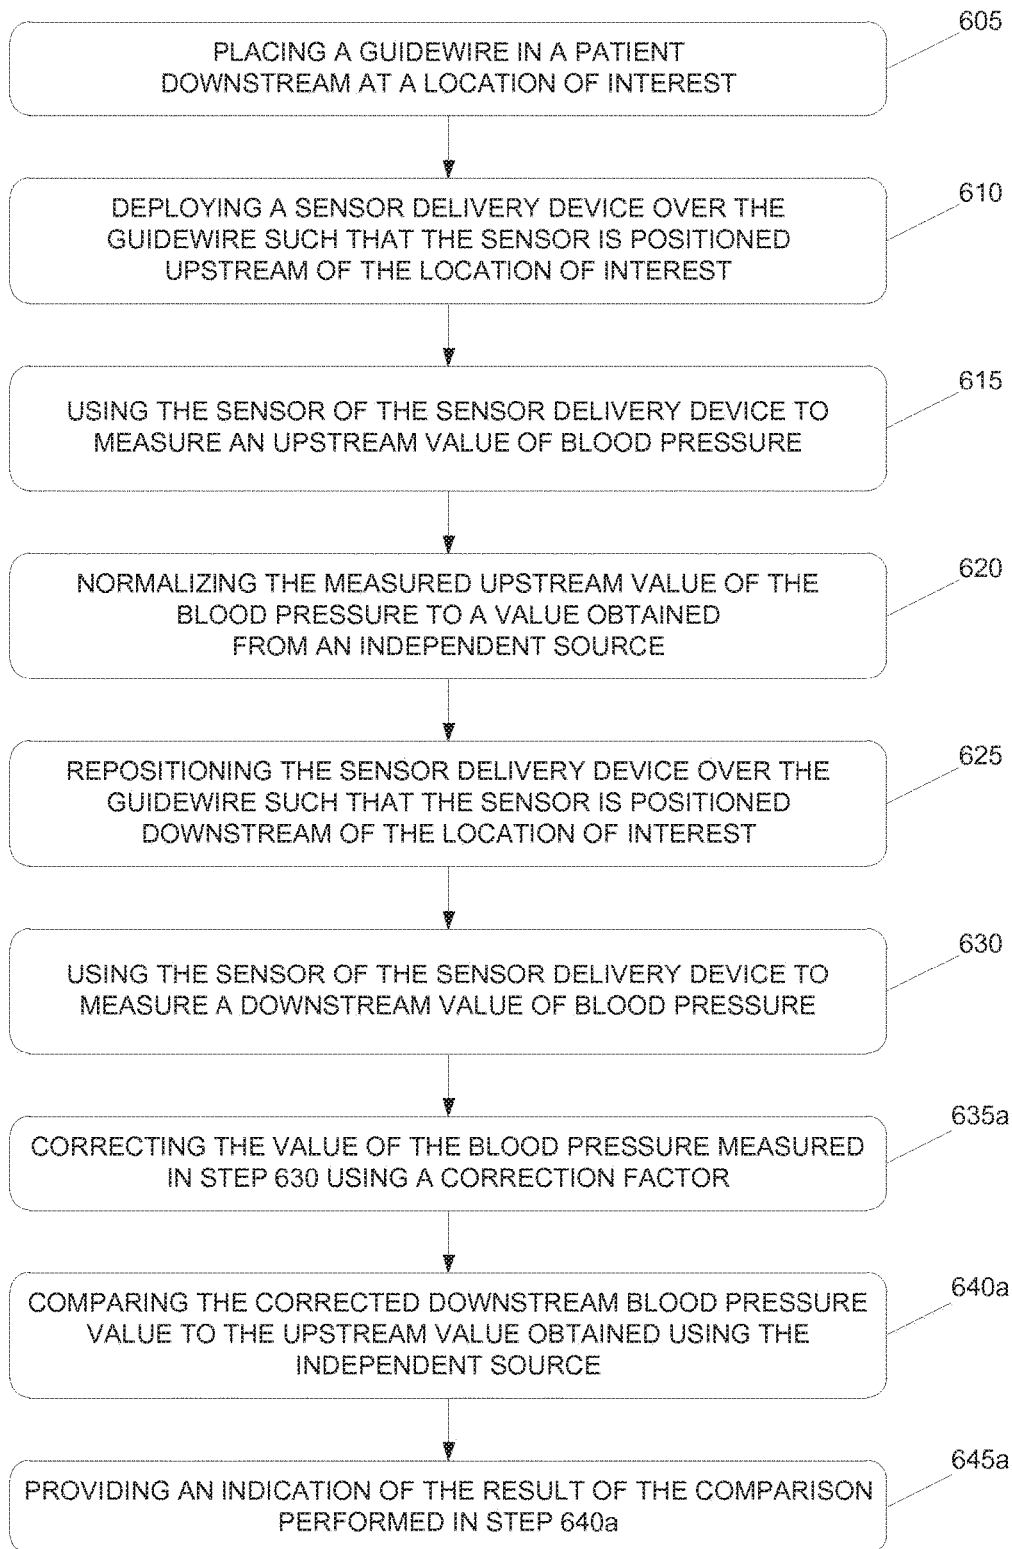 605
PLACING A GUIDEWIRE IN A PATIENT
DOWNSTREAM AT A LOCATION OF INTEREST
610
DEPLOYING A SENSOR DELIVERY DEVICE OVER THE
GUIDEWIRE SUCH THAT THE SENSOR IS POSITIONED
UPSTREAM OF THE LOCATION OF INTEREST
615
USING THE SENSOR OF THE SENSOR DELIVERY DEVICE TO
MEASURE AN UPSTREAM VALUE OF BLOOD PRESSURE
620
NORMALIZING THE MEASURED UPSTREAM VALUE OF THE
BLOOD PRESSURE TO A VALUE OBTAINED
FROM AN INDEPENDENT SOURCE
625
REPOSITIONING THE SENSOR DELIVERY DEVICE OVER THE
GUIDEWIRE SUCH THAT THE SENSOR IS POSITIONED
DOWNSTREAM OF THE LOCATION OF INTEREST
630
USING THE SENSOR OF THE SENSOR DELIVERY DEVICE TO
MEASURE A DOWNSTREAM VALUE OF BLOOD PRESSURE
635a
CORRECTING THE VALUE OF THE BLOOD PRESSURE MEASURED
IN STEP 630 USING A CORRECTION FACTOR
640a
COMPARING THE CORRECTED DOWNSTREAM BLOOD PRESSURE
VALUE TO THE UPSTREAM VALUE OBTAINED USING THE
INDEPENDENT SOURCE
645a
PROVIDING AN INDICATION OF THE RESULT OF THE COMPARISON
PERFORMED IN STEP 640a